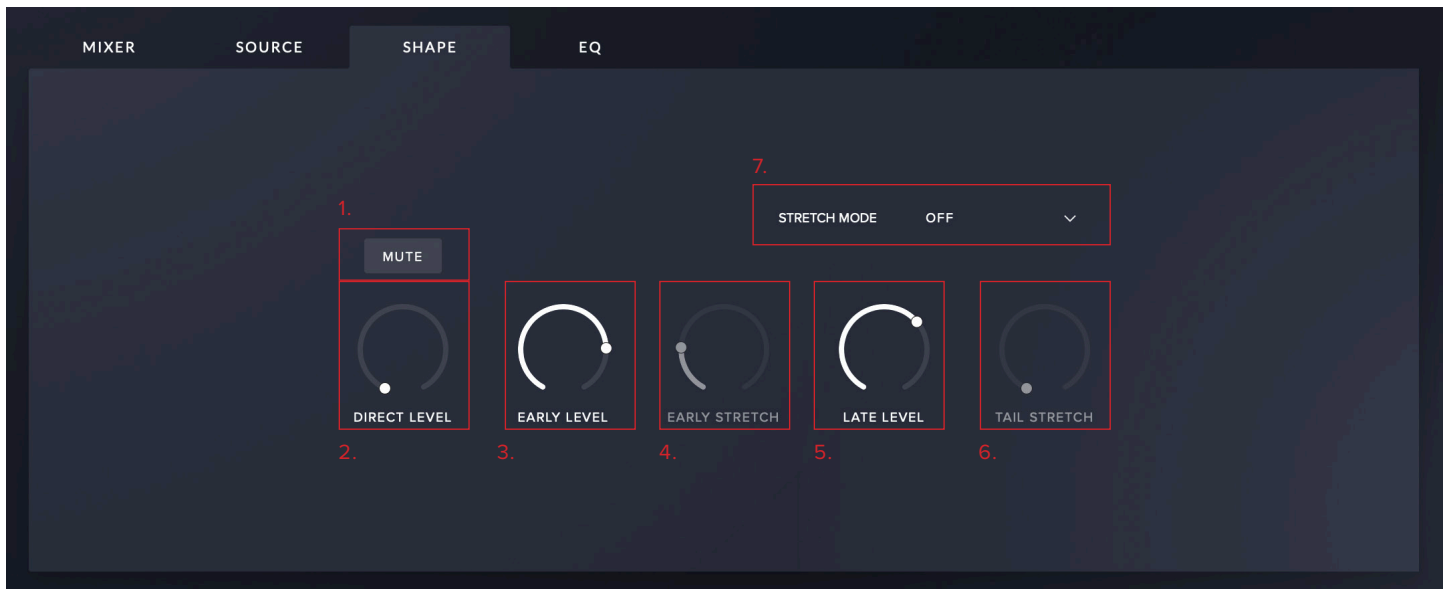 MIXER SOURCE SHAPE EQ
7.
STRETCH MODE OFF
1.
MUTE
DIRECT LEVEL EARLY LEVEL EARLY STRETCH LATE LEVEL TAIL STRETCH
2. 3. 4. 5. 6.